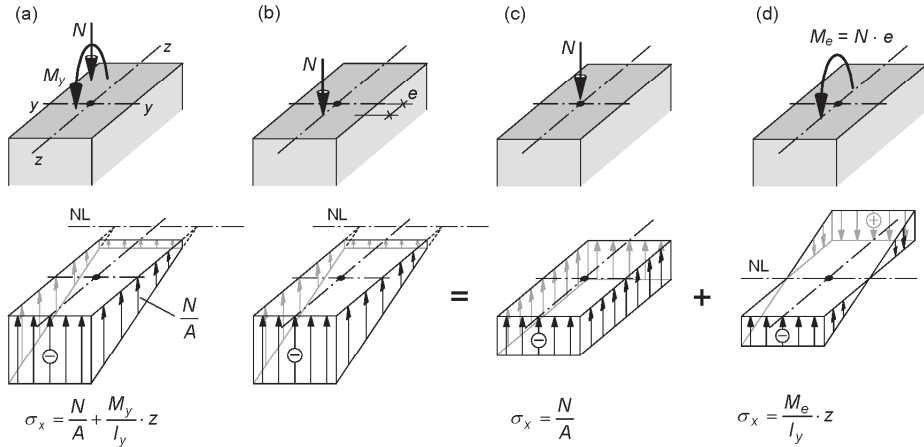 (a) (b) (c) (d)
N z N N M_e = N · e
M_y
y y e
z
NL NL NL
N/A
= +
⊖ ⊖ ⊖ ⊖ ⊕
σ_x = N/A + M_y/I_y · z σ_x = N/A σ_x = M_e/I_y · z